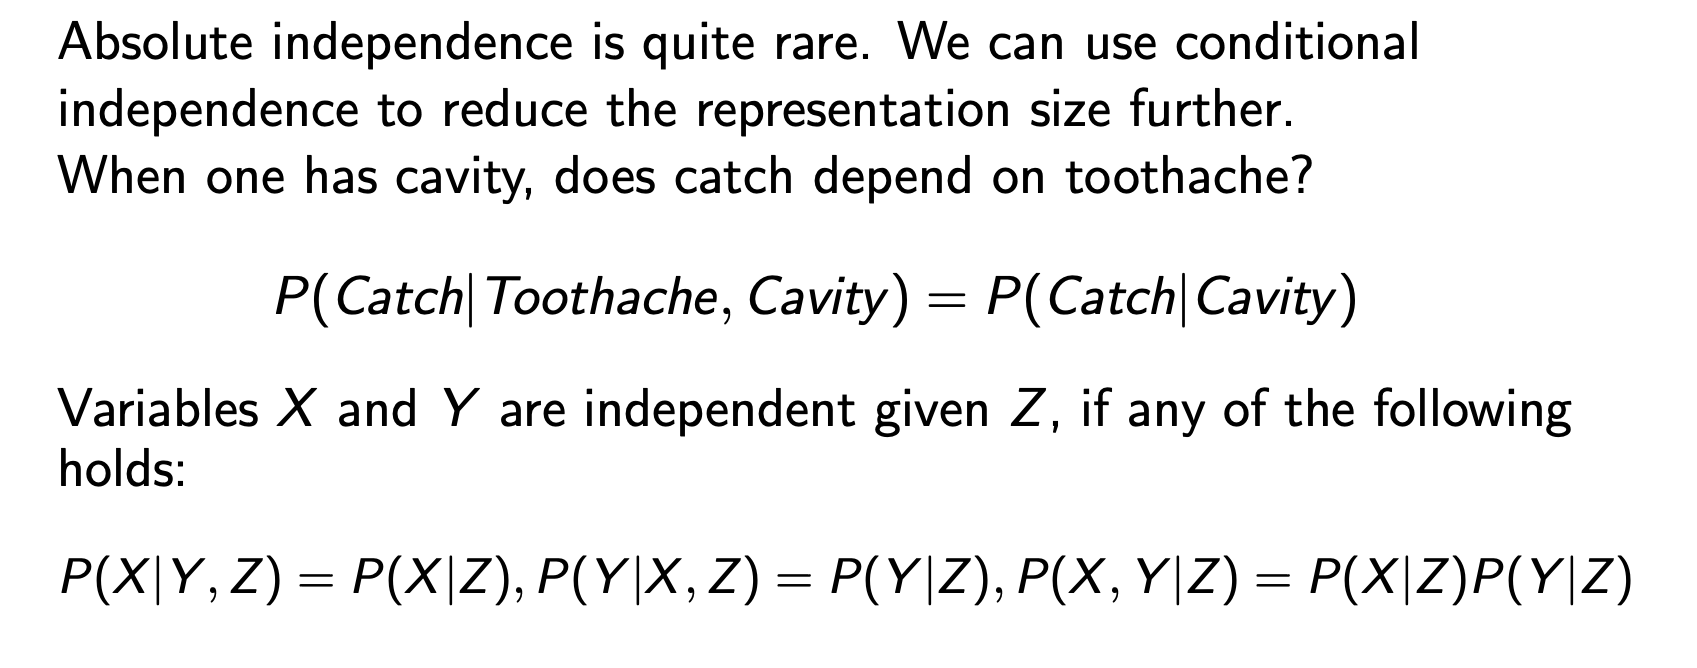 Absolute independence is quite rare. We can use conditional
independence to reduce the representation size further.
When one has cavity, does catch depend on toothache?
P(Catch|Toothache, Cavity) = P(Catch|Cavity)
Variables X and Y are independent given Z, if any of the following
holds:
P(X|Y, Z) = P(X|Z), P(Y|X, Z) = P(Y|Z), P(X, Y|Z) = P(X|Z)P(Y|Z)